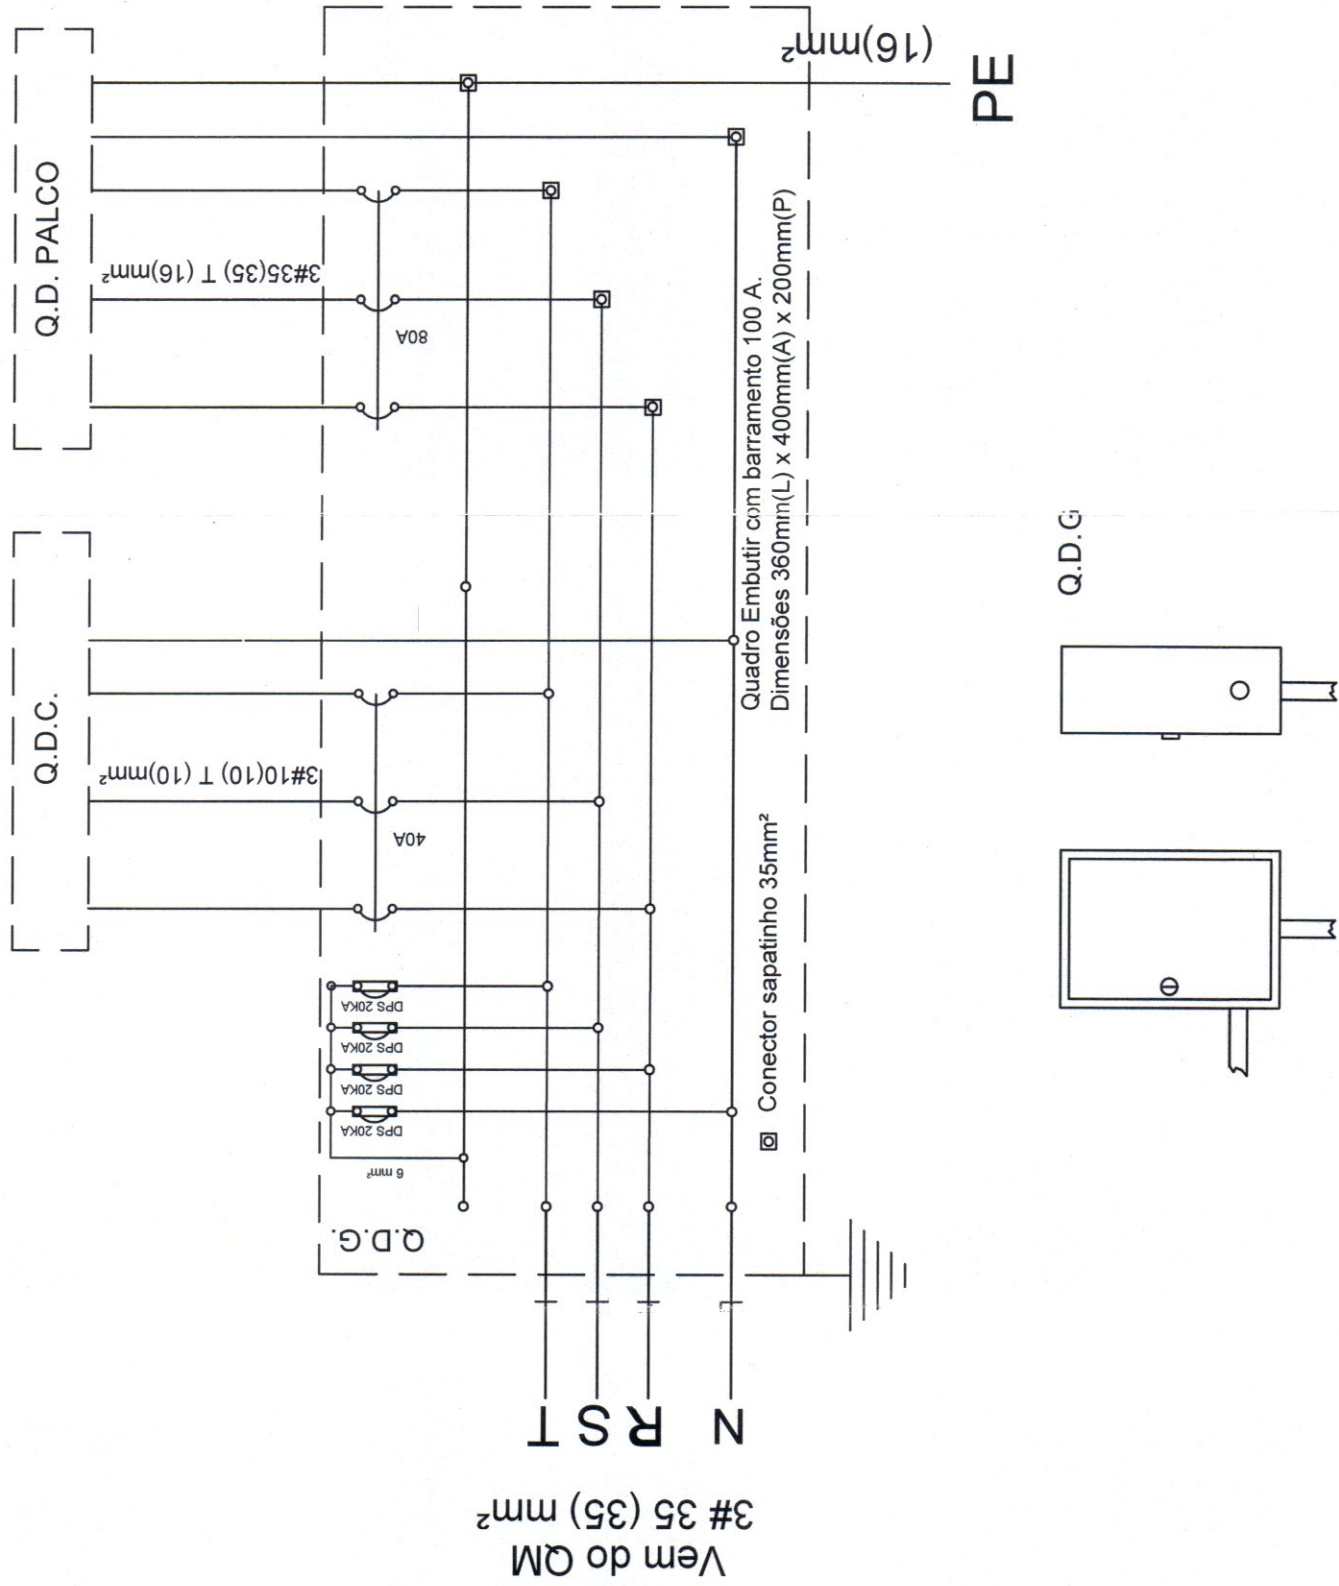 Q.D. PALCO
3#35(35) T (16)mm²
80A
(16)mm²
PE
Q.D.C.
3#10(10) T (10)mm²
40A
DPS 20KA
DPS 20KA
DPS 20KA
DPS 20KA
6 mm²
Q.D.G.
Quadro Embutir com barramento 100 A.
Dimensões 360mm(L) x 400mm(A) x 200mm(P)
Conector sapatinho 35mm²
T
S
R
N
Vem do QM
3# 35 (35) mm²
Q.D.G